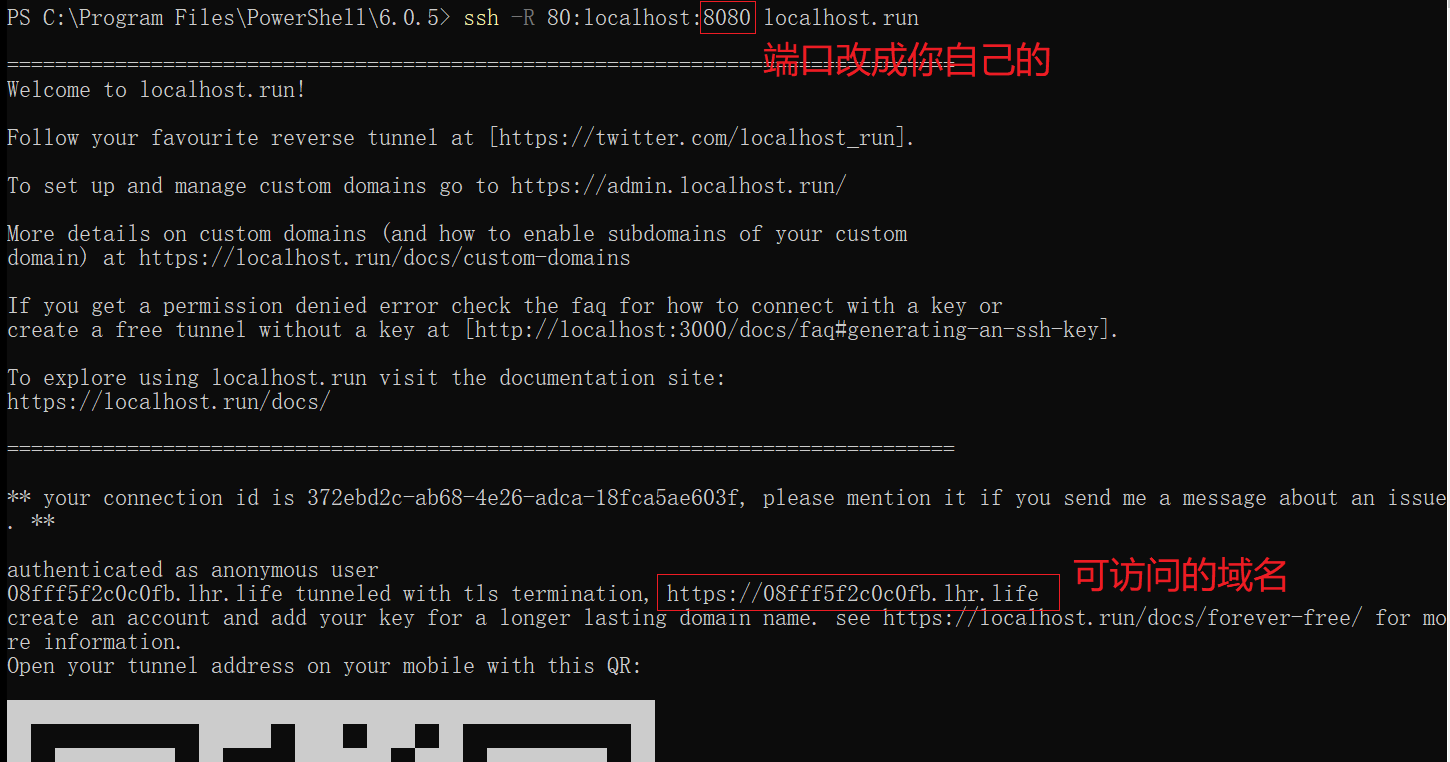 PS C:\Program Files\PowerShell\6.0.5> ssh -R 80:localhost:8080 localhost.run
端口改成你自己的
===============================================================================
Welcome to localhost.run!
Follow your favourite reverse tunnel at [https://twitter.com/localhost_run].
To set up and manage custom domains go to https://admin.localhost.run/
More details on custom domains (and how to enable subdomains of your custom
domain) at https://localhost.run/docs/custom-domains
If you get a permission denied error check the faq for how to connect with a key or
create a free tunnel without a key at [http://localhost:3000/docs/faq#generating-an-ssh-key].
To explore using localhost.run visit the documentation site:
https://localhost.run/docs/
===============================================================================
** your connection id is 372ebd2c-ab68-4e26-adca-18fca5ae603f, please mention it if you send me a message about an issue
. **
authenticated as anonymous user
可访问的域名
08fff5f2c0c0fb.lhr.life tunneled with tls termination, https://08fff5f2c0c0fb.lhr.life
create an account and add your key for a longer lasting domain name. see https://localhost.run/docs/forever-free/ for mo
re information.
Open your tunnel address on your mobile with this QR: